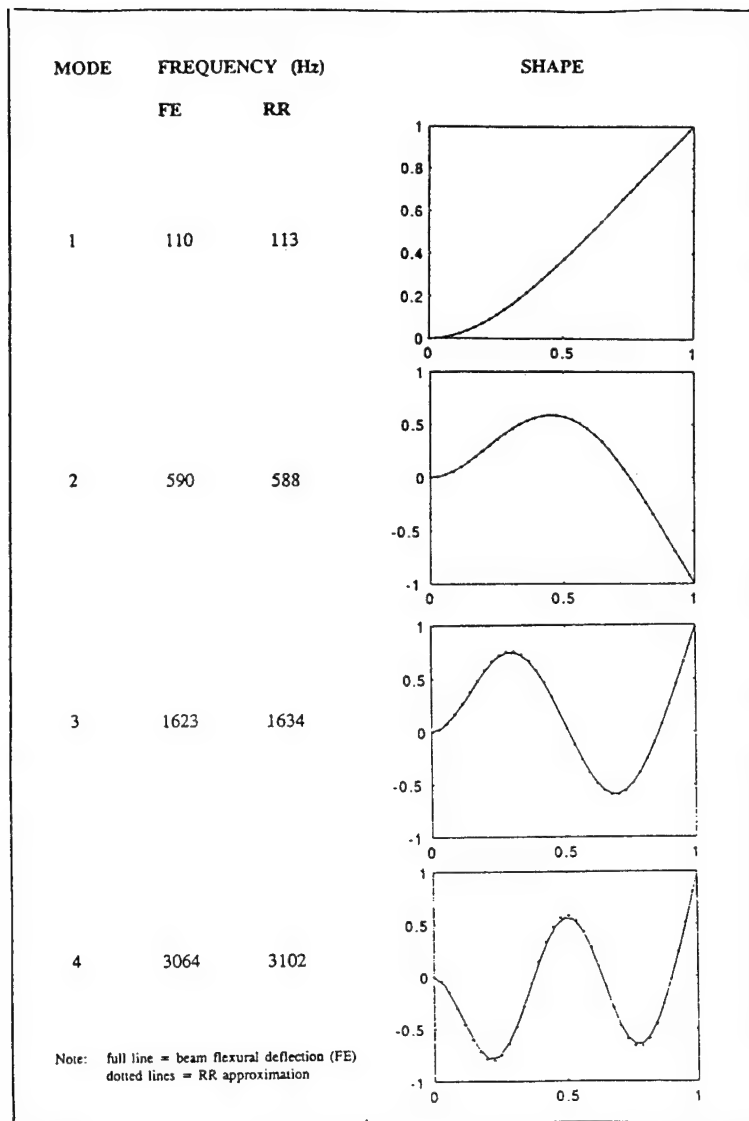 MODE FREQUENCY (Hz) SHAPE
FE RR
1
0.8
0.6
0.4
0.2
0
0 0.5 1
1 110 113
1
0.5
0
-0.5
-1
0 0.5 1
2 590 588
1
0.5
0
-0.5
-1
0 0.5 1
3 1623 1634
1
0.5
0
-0.5
-1
0 0.5 1
4 3064 3102
Note: full line = beam flexural deflection (FE)
dotted lines = RR approximation